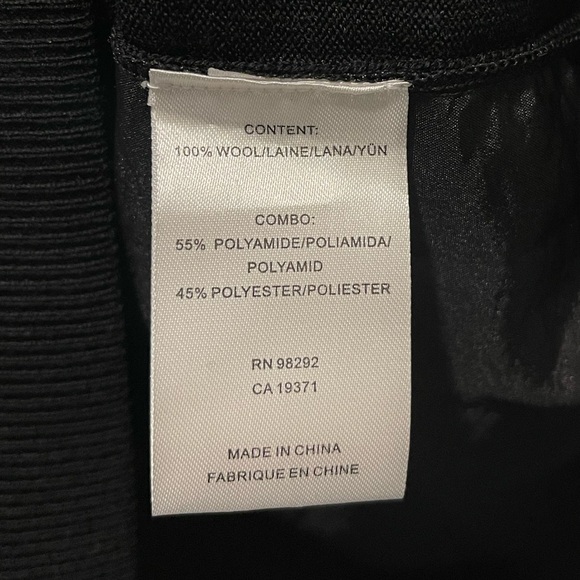 CONTENT:
100% WOOL/LAINE/LANA/YÜN
COMBO:
55% POLYAMIDE/POLIAMIDA/
POLYAMID
45% POLYESTER/POLIESTER
RN 98292
CA 19371
MADE IN CHINA
FABRIQUE EN CHINE